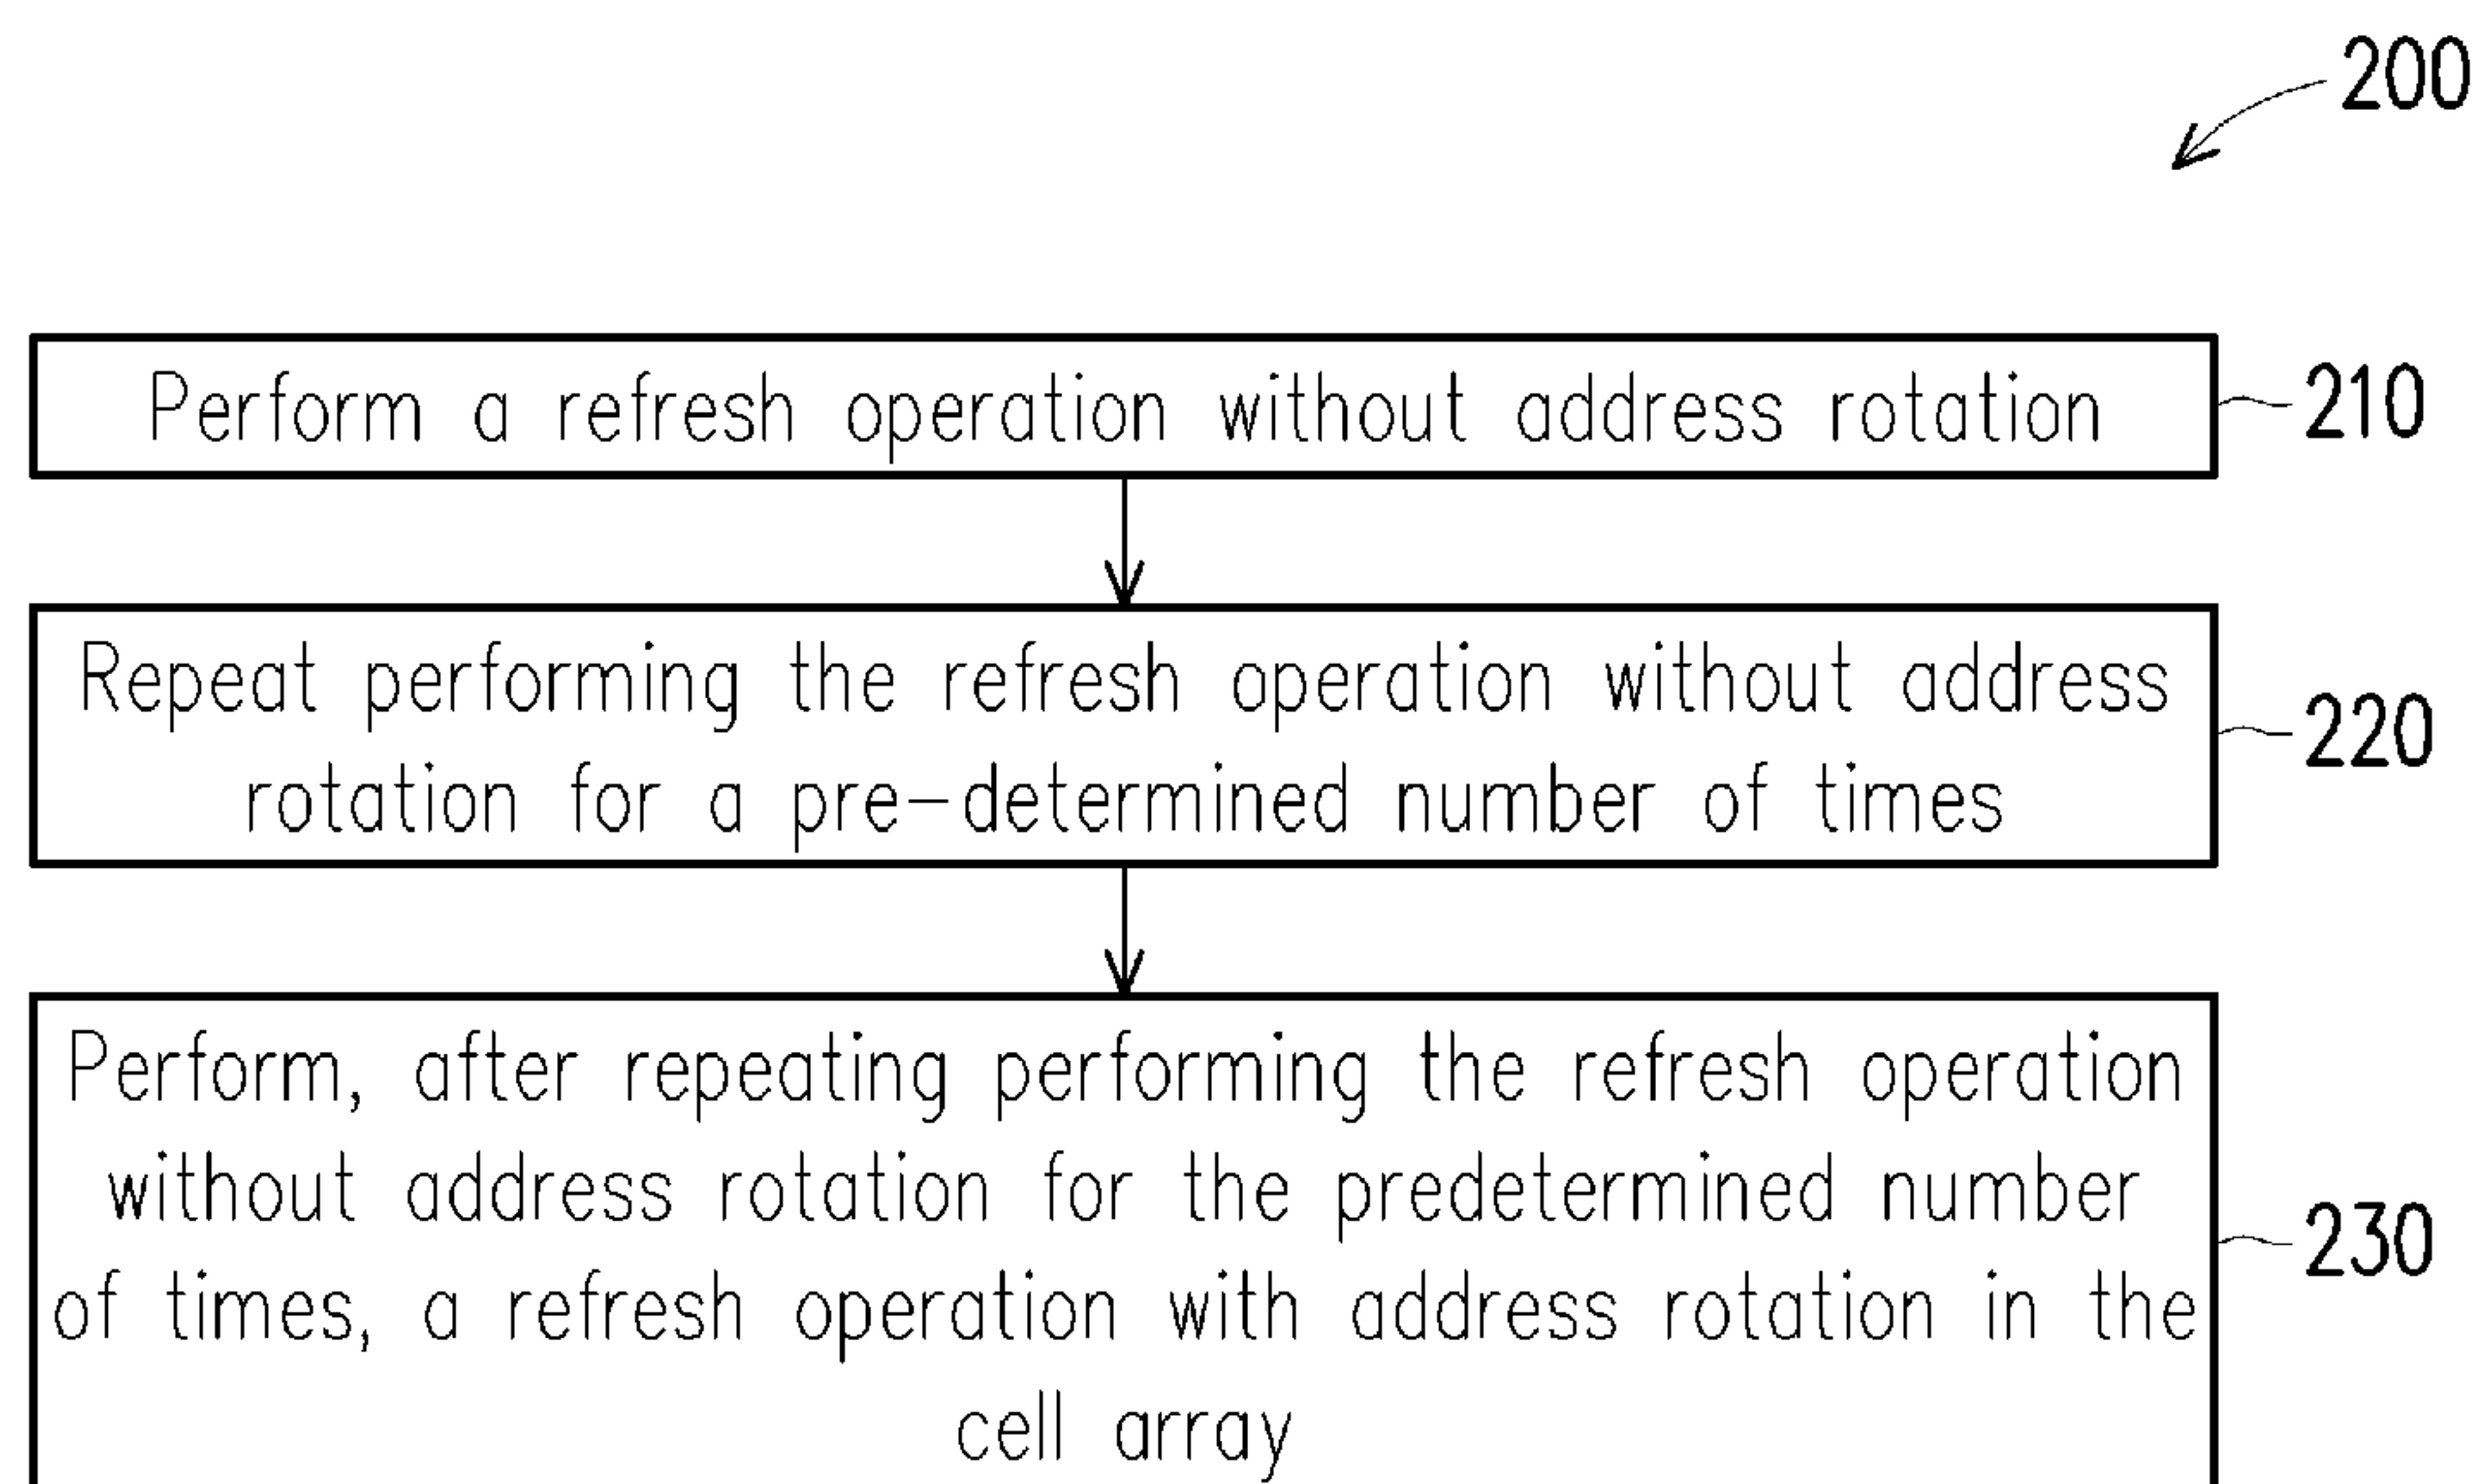 200
Perform a refresh operation without address rotation
210
Repeat performing the refresh operation without address
rotation for a pre-determined number of times
220
Perform, after repeating performing the refresh operation
without address rotation for the predetermined number
of times, a refresh operation with address rotation in the
cell array
230